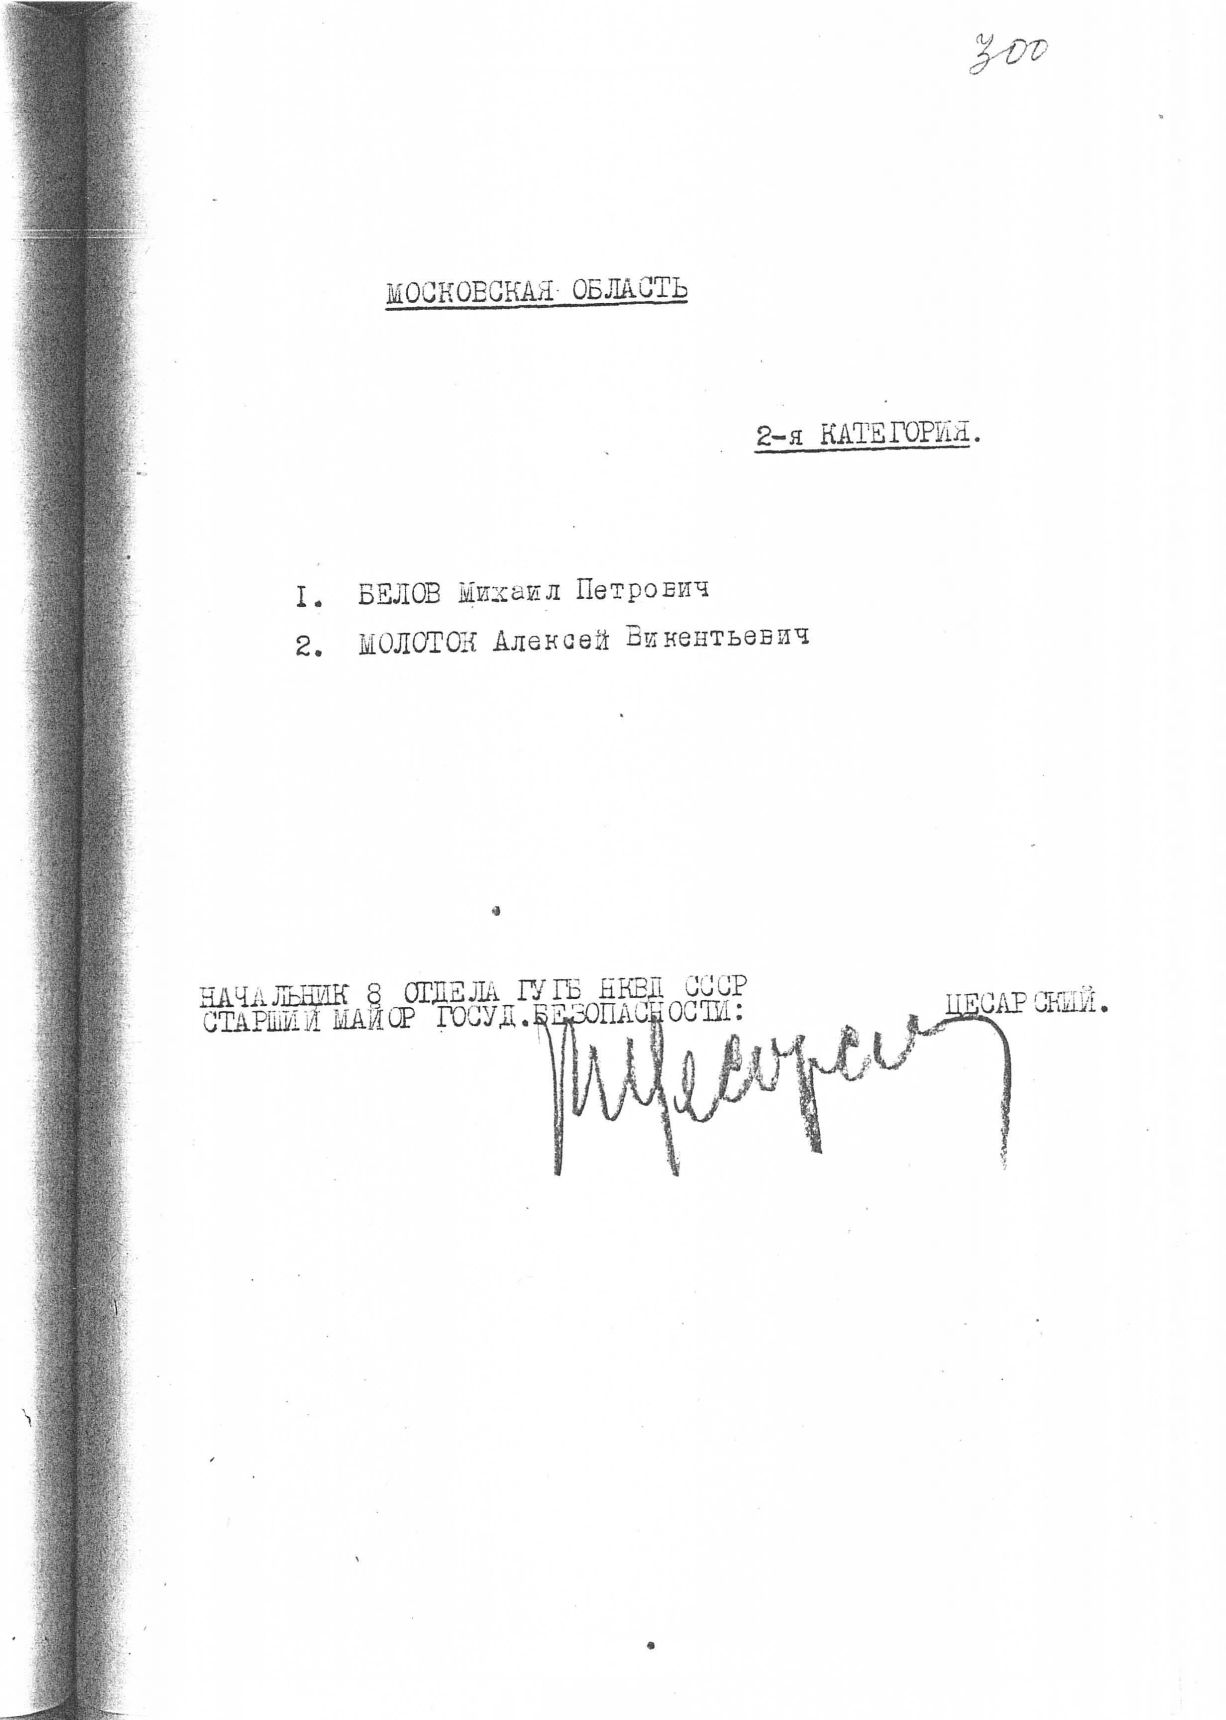 300
МОСКОВСКАЯ ОБЛАСТЬ
2-я КАТЕГОРИЯ.
I. БЕЛОВ Михаил Петрович
2. МОЛОТОК Алексей Викентьевич
НАЧАЛЬНИК 8 ОТДЕЛА ГУГБ НКВД СССР
СТАРШИЙ МАЙОР ГОСУД.БЕЗОПАСНОСТИ: ЦЕСАРСКИЙ.